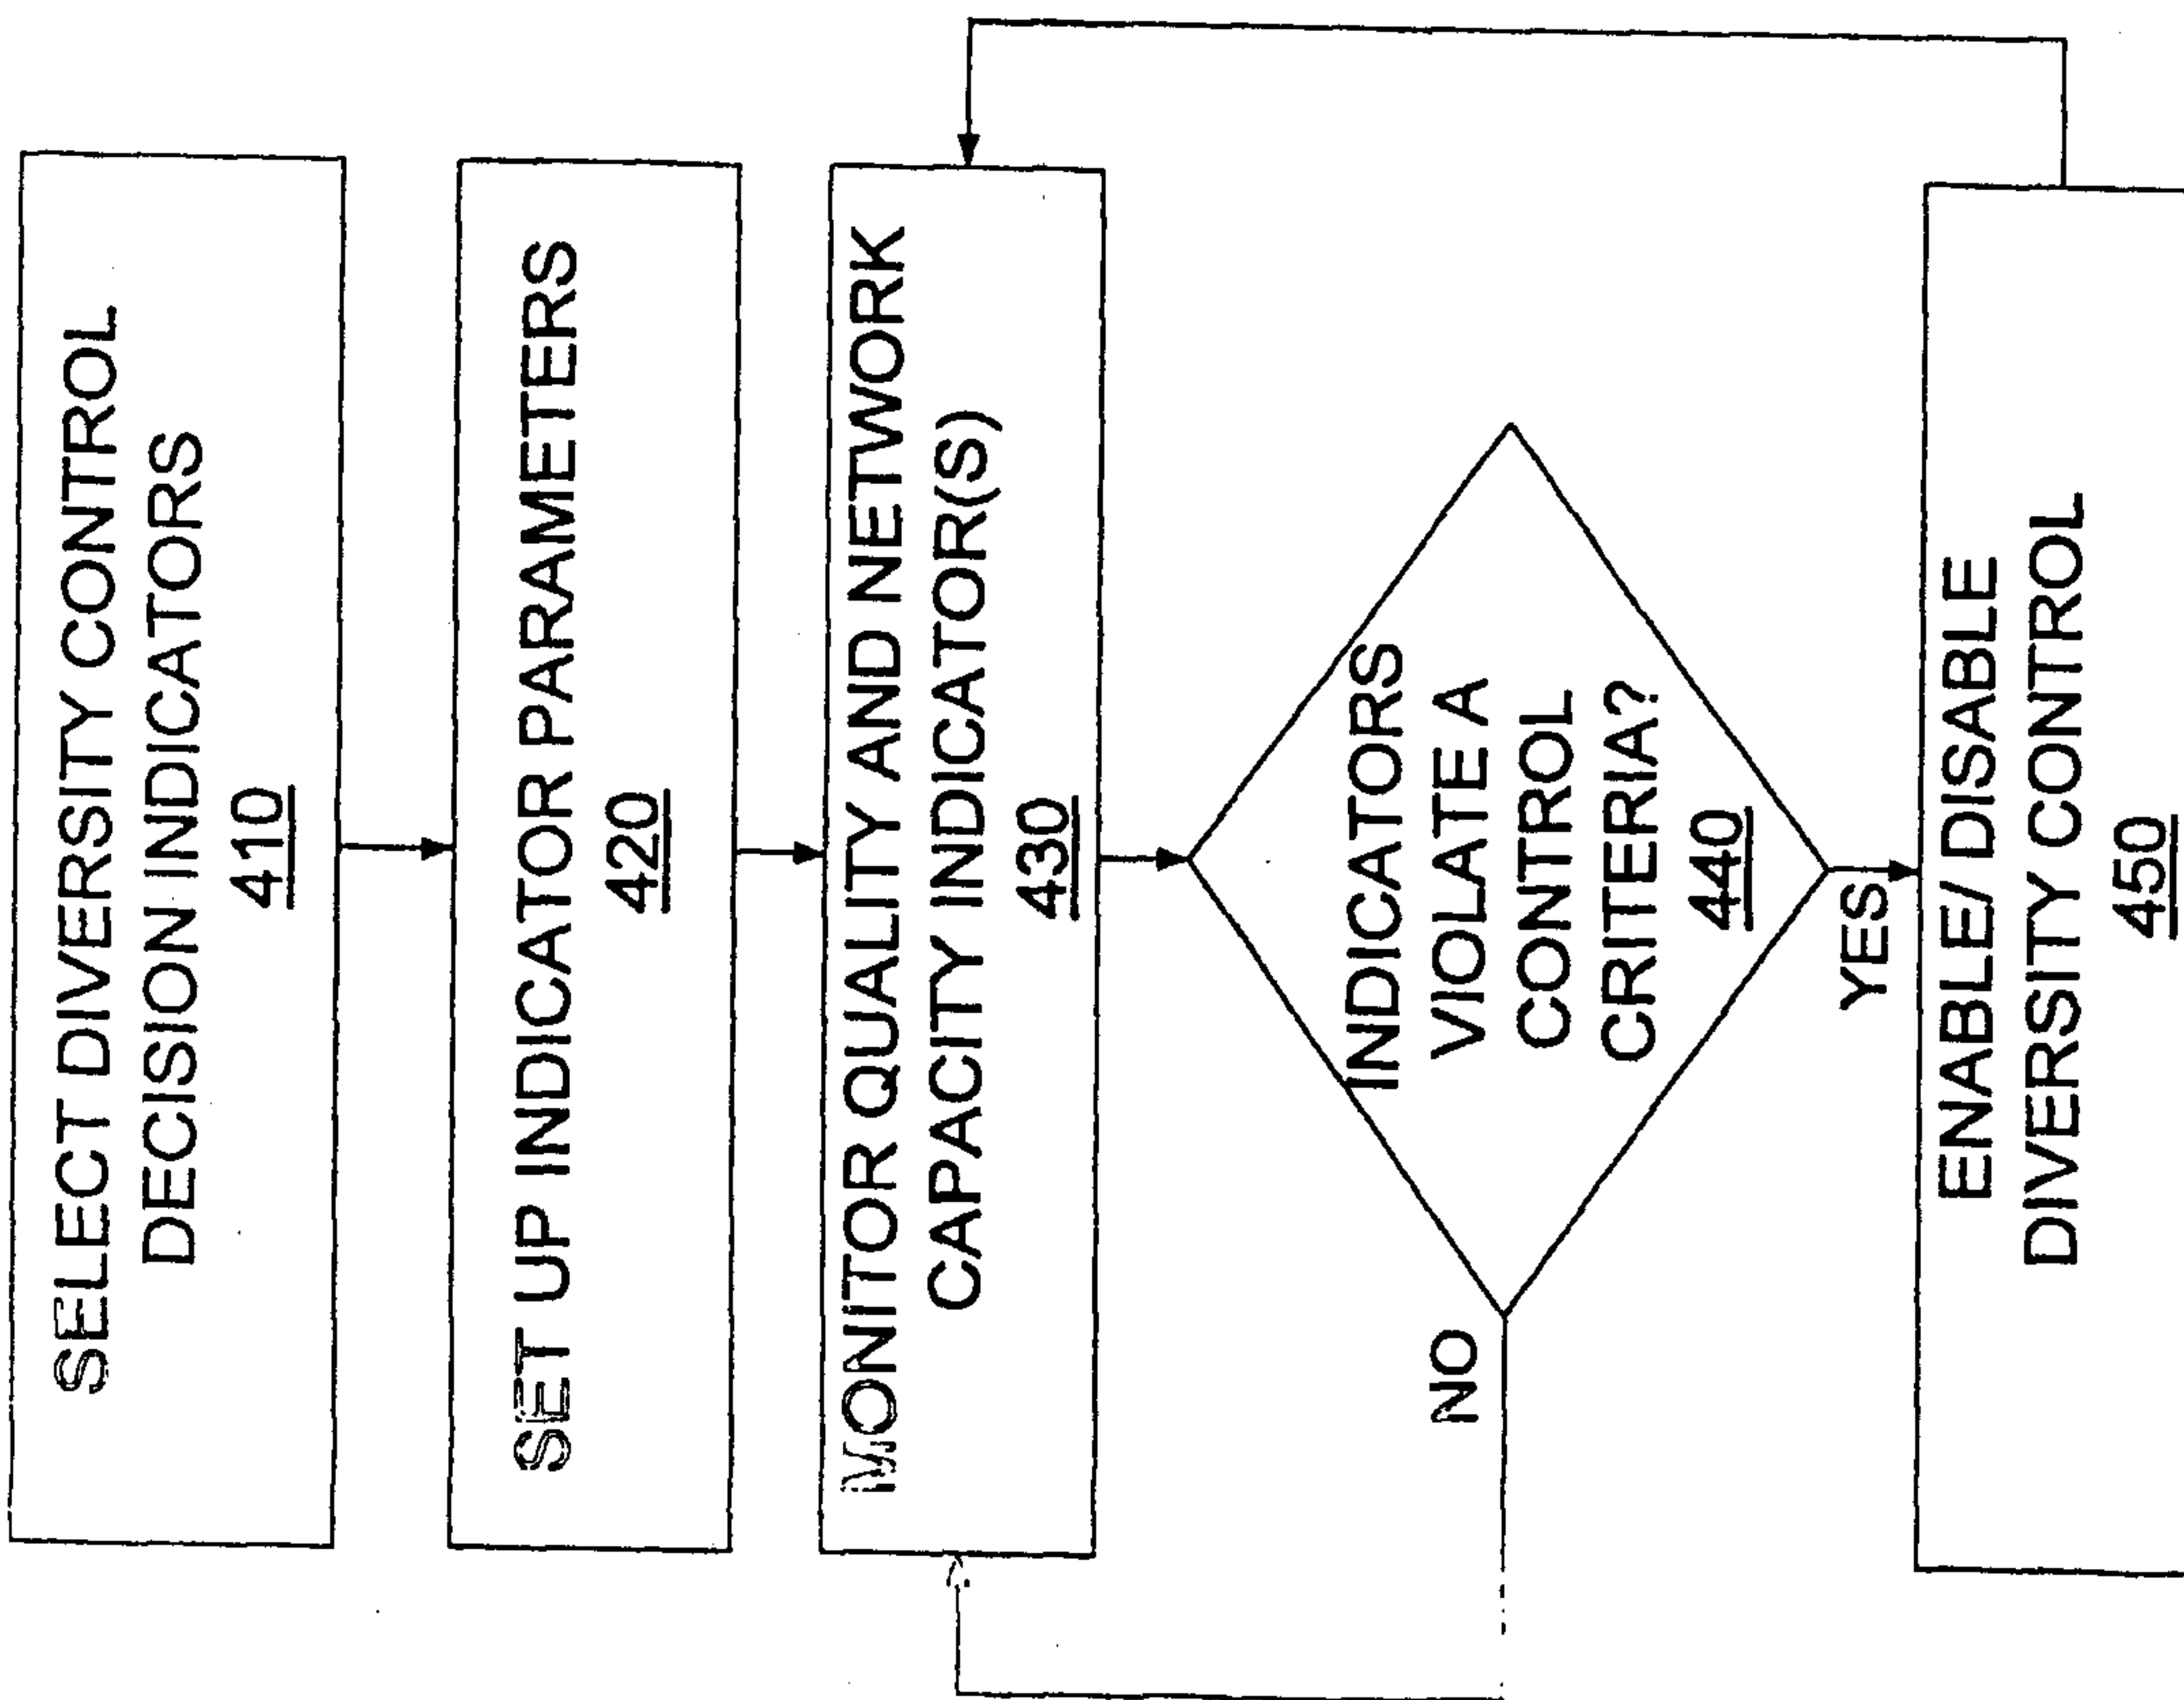 SELECT DIVERSITY CONTROL
DECISION INDICATORS
410
SET UP INDICATOR PARAMETERS
420
MONITOR QUALITY AND NETWORK
CAPACITY INDICATOR(S)
430
INDICATORS
VIOLATE A
CONTROL
CRITERIA?
440
NO
YES
ENABLE/ DISABLE
DIVERSITY CONTROL
450